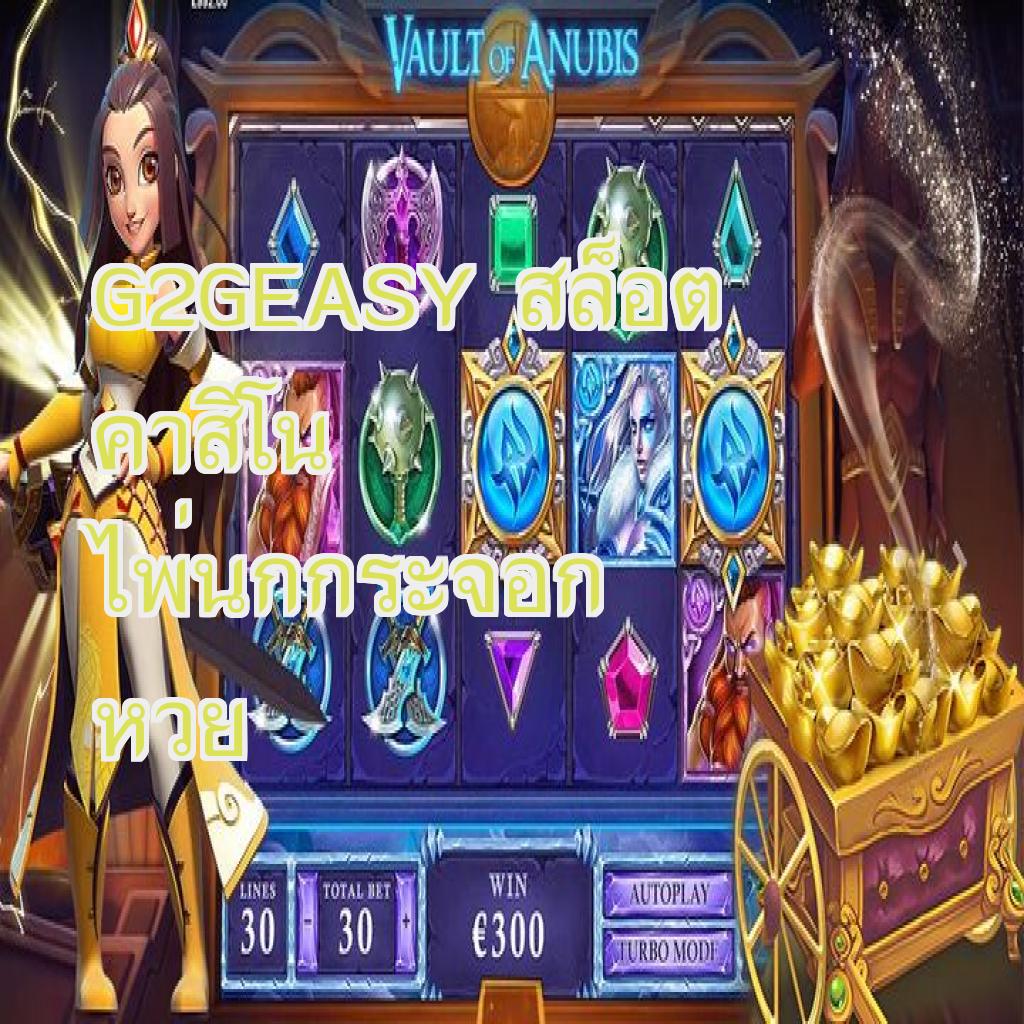 VAULT OF ANUBIS
G2GEASY สล็อต
คาสิโน
ไพ่นกกระจอก
หวย
LINES
30
TOTAL BET
- 30 +
WIN
€300
AUTOPLAY
TURBO MODE